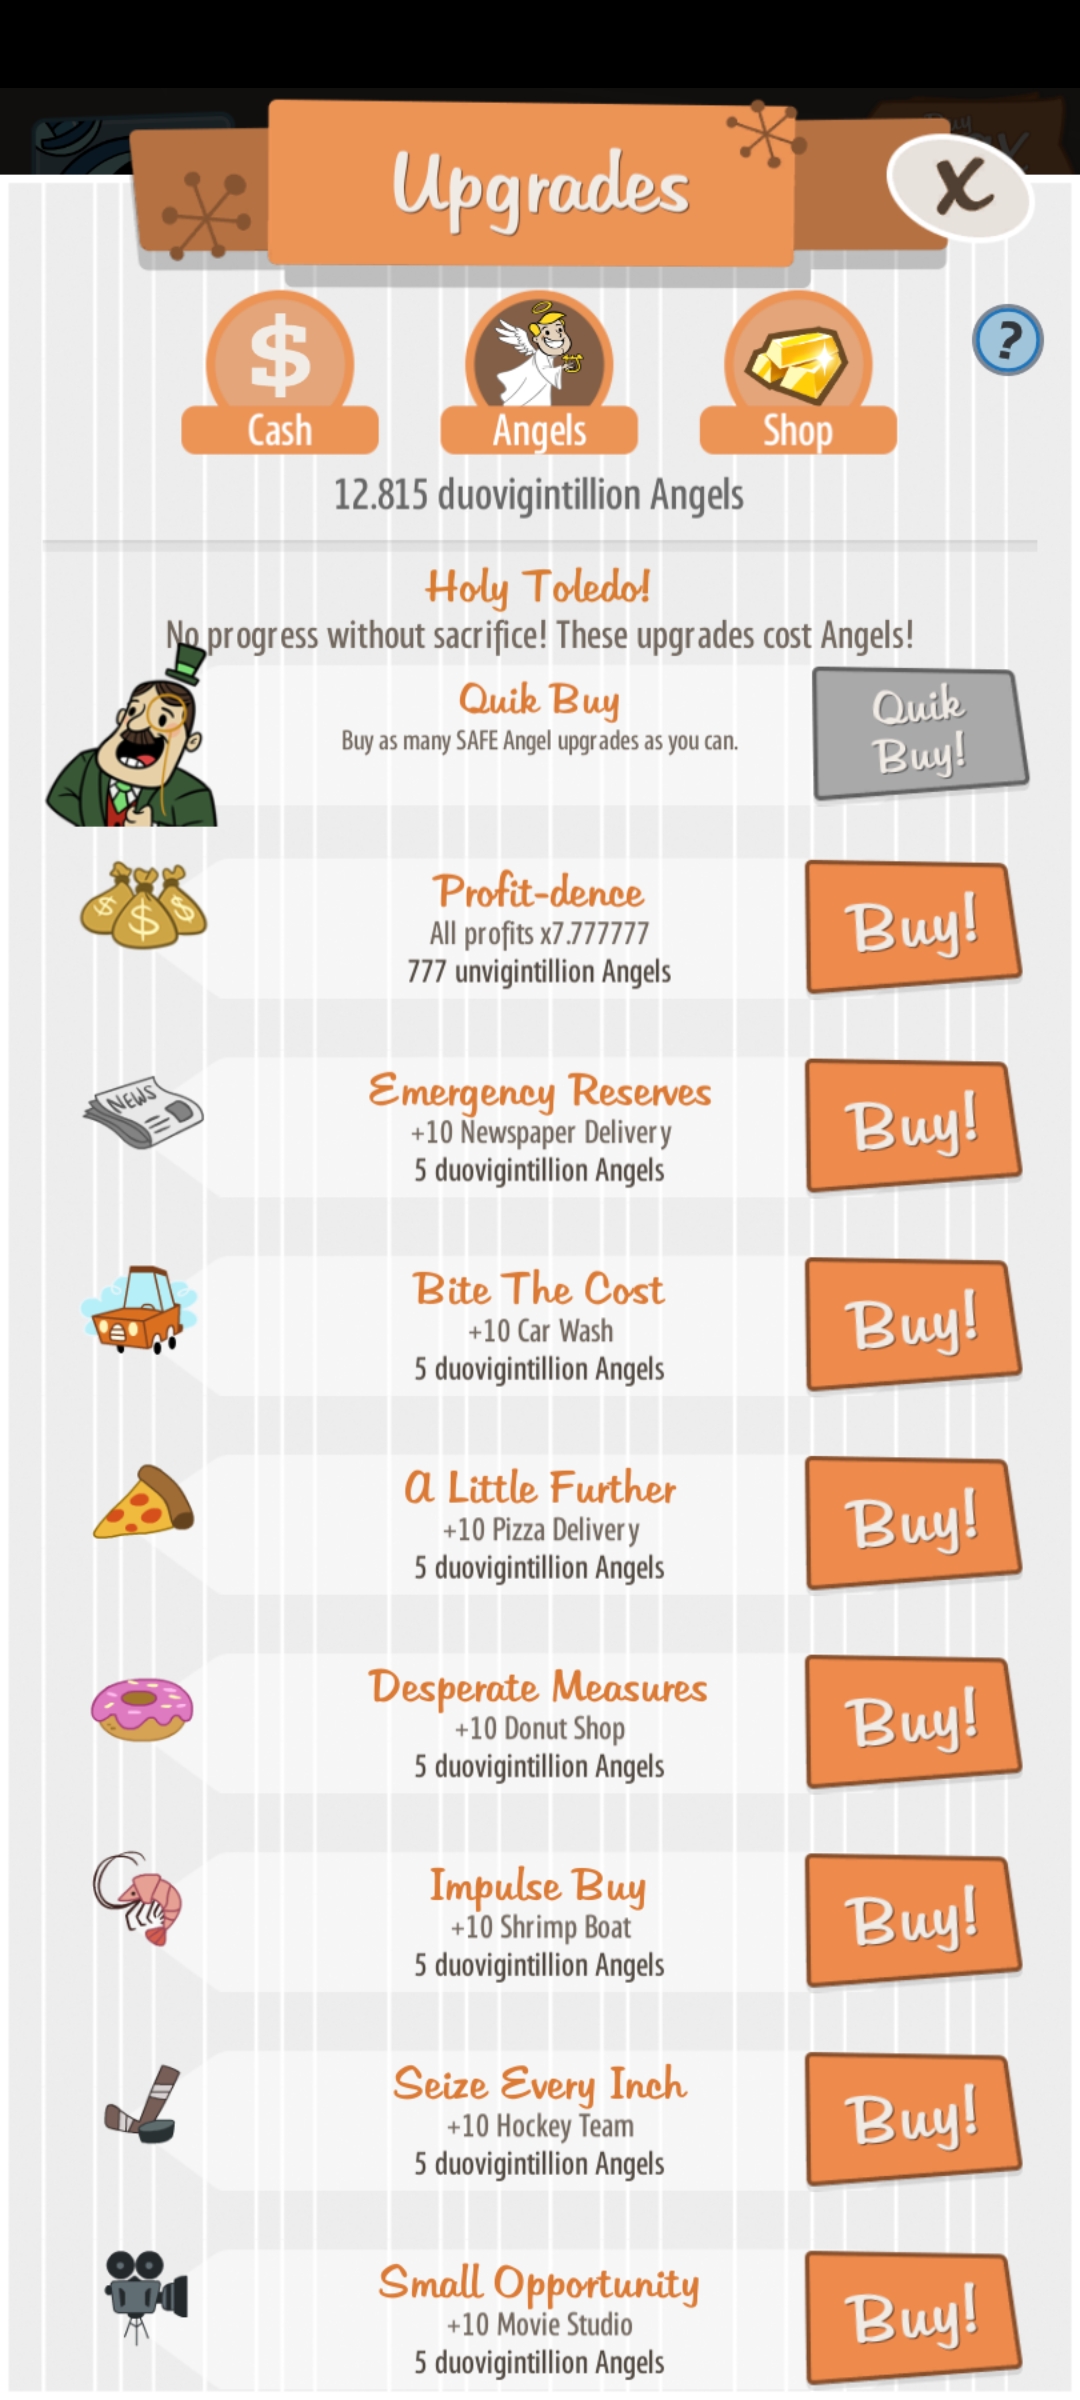 Upgrades
X
?
$
Cash
Angels
Shop
12.815 duovigintillion Angels
Holy Toledo!
No progress without sacrifice! These upgrades cost Angels!
Quik Buy
Buy as many SAFE Angel upgrades as you can.
Quik
Buy!
Profit-dence
All profits x7.777777
777 unvigintillion Angels
Buy!
NEWS
Emergency Reserves
+10 Newspaper Delivery
5 duovigintillion Angels
Buy!
Bite The Cost
+10 Car Wash
5 duovigintillion Angels
Buy!
A Little Further
+10 Pizza Delivery
5 duovigintillion Angels
Buy!
Desperate Measures
+10 Donut Shop
5 duovigintillion Angels
Buy!
Impulse Buy
+10 Shrimp Boat
5 duovigintillion Angels
Buy!
Seize Every Inch
+10 Hockey Team
5 duovigintillion Angels
Buy!
Small Opportunity
+10 Movie Studio
5 duovigintillion Angels
Buy!